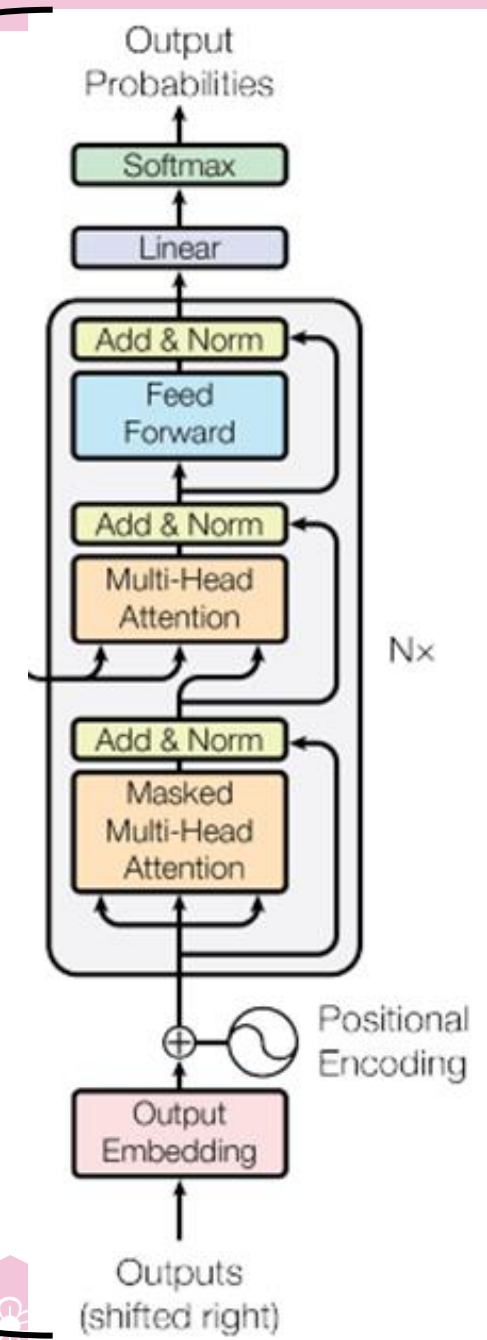 Output
Probabilities
Softmax
Linear
Add & Norm
Feed
Forward
Add & Norm
Multi-Head
Attention
N×
Add & Norm
Masked
Multi-Head
Attention
Positional
Encoding
Output
Embedding
Outputs
(shifted right)